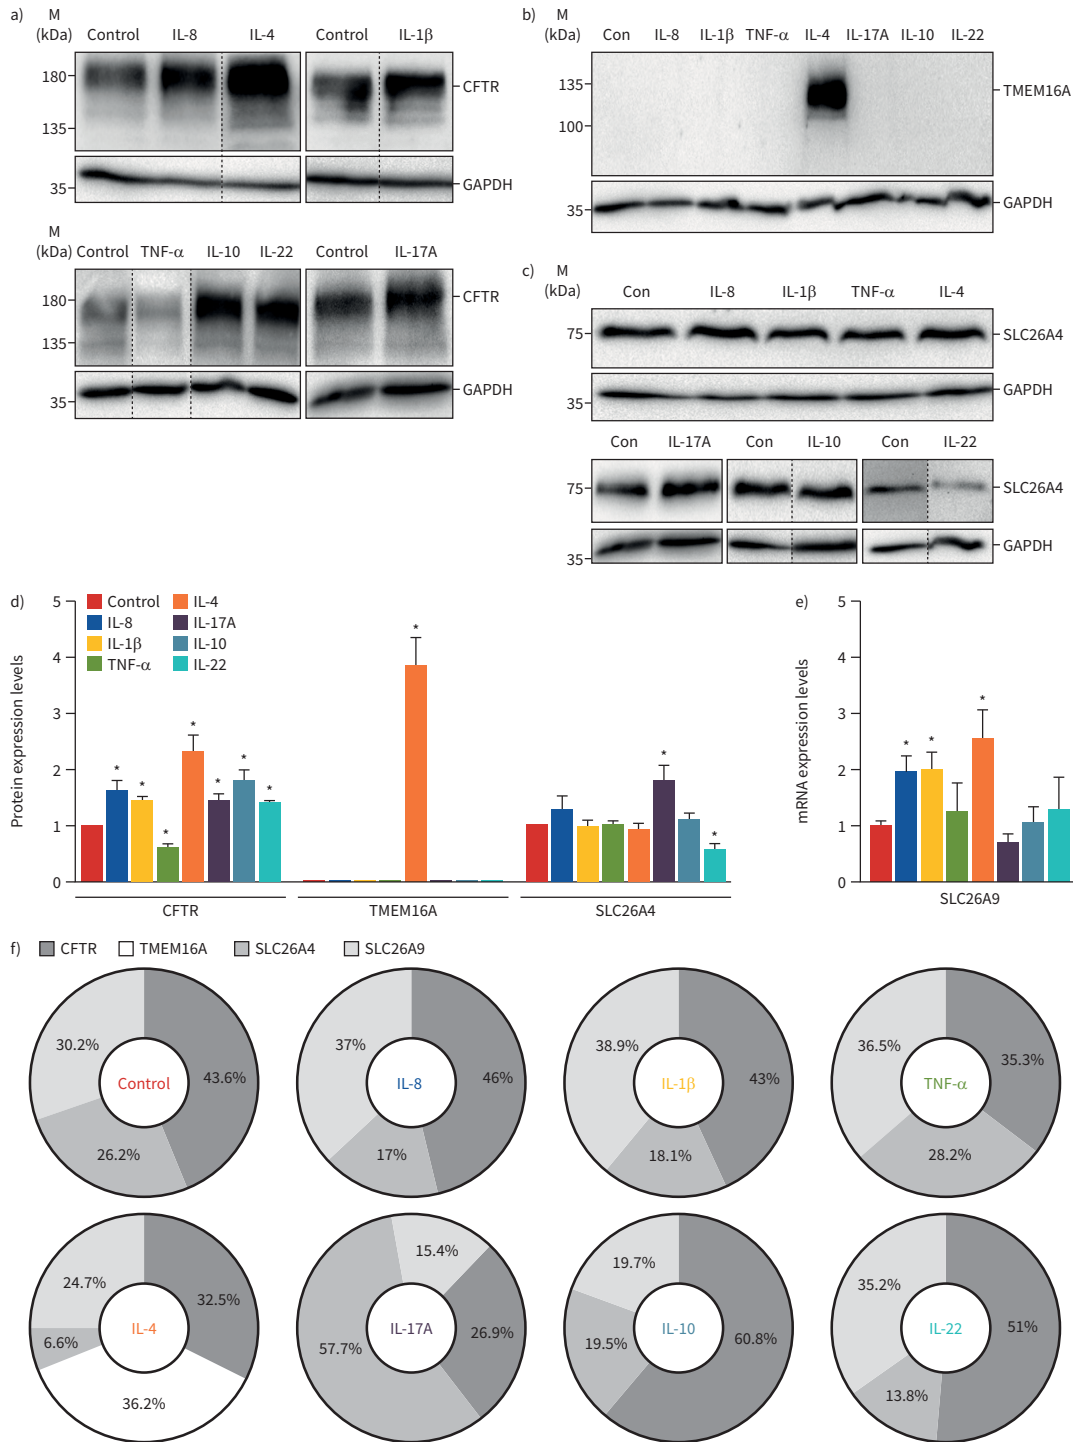 a)
M
(kDa)
Control IL-8 IL-4 Control IL-1β
180
CFTR
135
35
GAPDH
M
(kDa)
Control TNF-α IL-10 IL-22 Control IL-17A
180
CFTR
135
35
GAPDH
b)
M
(kDa)
Con IL-8 IL-1β TNF-α IL-4 IL-17A IL-10 IL-22
135
TMEM16A
100
35
GAPDH
c)
M
(kDa)
Con IL-8 IL-1β TNF-α IL-4
75
SLC26A4
35
GAPDH
Con IL-17A Con IL-10 Con IL-22
75
SLC26A4
35
GAPDH
d)
Protein expression levels
5
4
3
2
1
0
Control
IL-8
IL-1β
TNF-α
IL-4
IL-17A
IL-10
IL-22
* * * * * * *
*
* *
CFTR TMEM16A SLC26A4
e)
mRNA expression levels
5
4
3
2
1
0
* * *
SLC26A9
f)
CFTR TMEM16A SLC26A4 SLC26A9
30.2%
43.6%
Control
26.2%
37%
46%
IL-8
17%
38.9%
43%
IL-1β
18.1%
36.5%
35.3%
TNF-α
28.2%
24.7%
32.5%
IL-4
6.6%
36.2%
15.4%
26.9%
IL-17A
57.7%
19.7%
60.8%
IL-10
19.5%
35.2%
51%
IL-22
13.8%